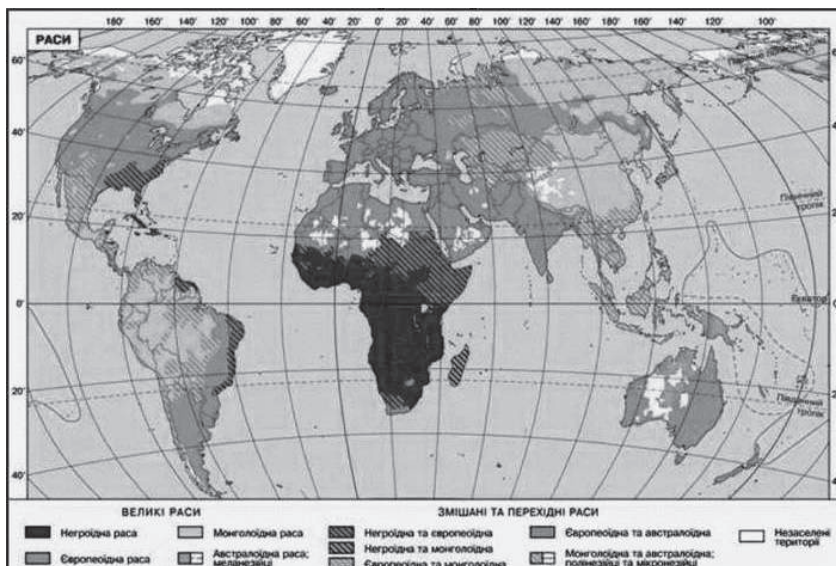 180' 160' 140' 120' 100' 80' 60' 40' 20' 0' 20' 40' 60' 80' 100' 120' 140' 160' 180' 160' 140' 120' 100'
РАСИ
60'
40'
20'
0'
20'
40'
Північний
тропік
Екватор
Південний
тропік
ВЕЛИКІ РАСИ
ЗМІШАНІ ТА ПЕРЕХІДНІ РАСИ
Негроїдна раса
Монголоїдна раса
Негроїдна та європеоїдна
Європеоїдна та австралоїдна
Незаселені
території
Європеоїдна раса
Австралоїдна раса;
меланезійці
Негроїдна та монголоїдна
Європеоїдна та монголоїдна
Монголоїдна та австралоїдна;
полінезійці та мікронезійці